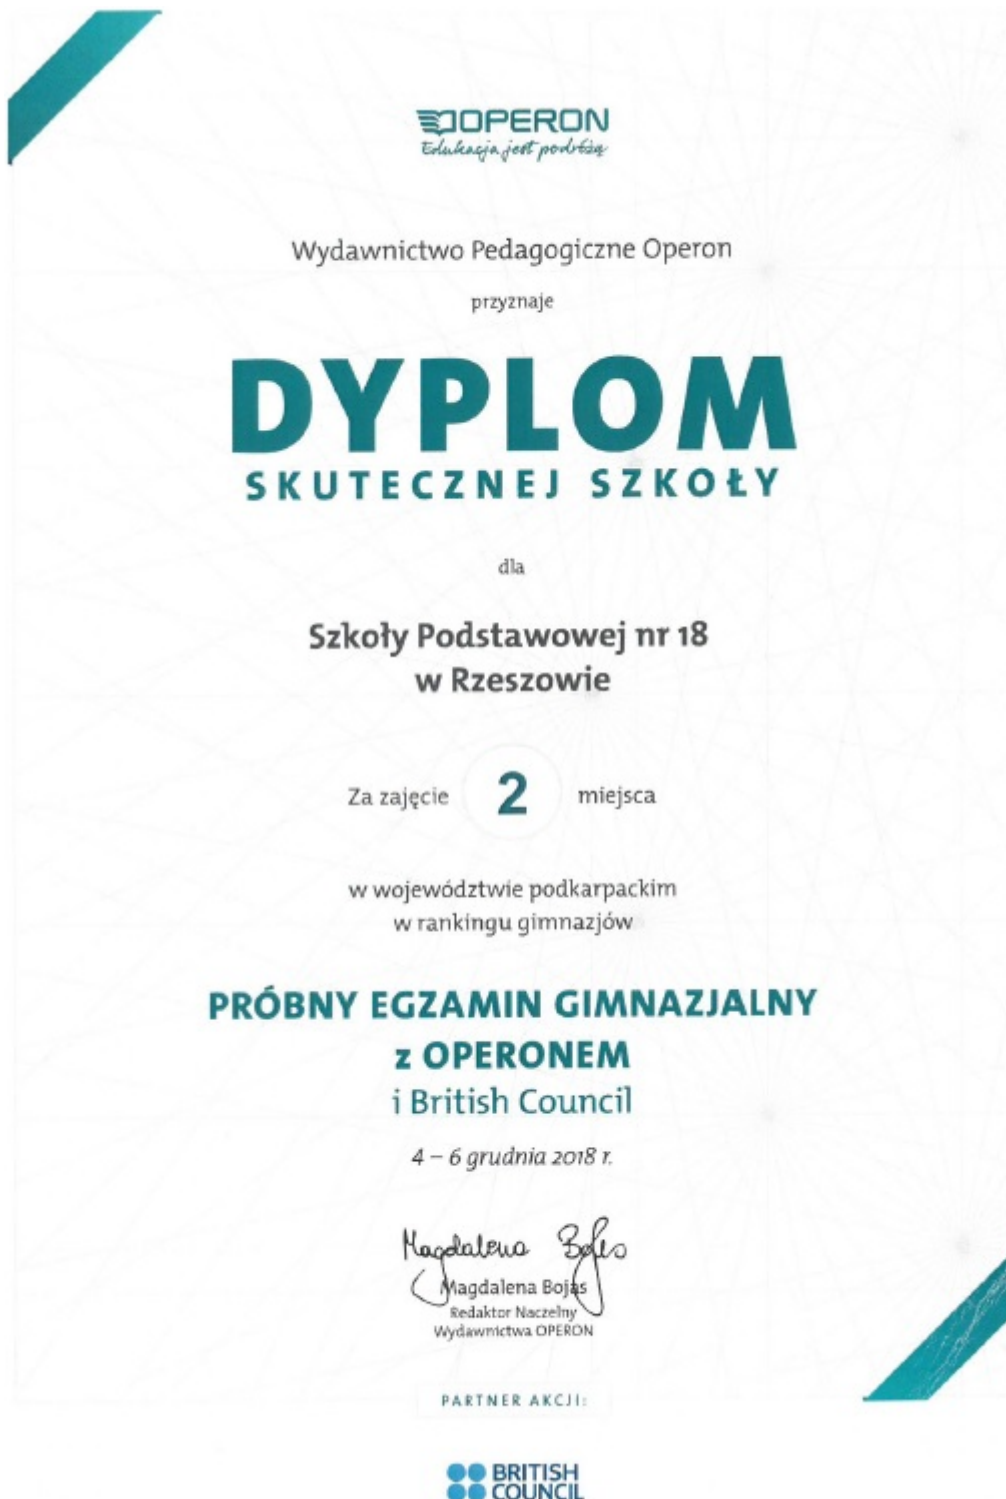 OPERON
Edukacja jest podróżą
Wydawnictwo Pedagogiczne Operon
przyznaje
DYPLOM
SKUTECZNEJ SZKOŁY
dla
Szkoły Podstawowej nr 18
w Rzeszowie
Za zajęcie 2 miejsca
w województwie podkarpackim
w rankingu gimnazjów
PRÓBNY EGZAMIN GIMNAZJALNY
z OPERONEM
i British Council
4 – 6 grudnia 2018 r.
Magdalena Bojas
Magdalena Bojas
Redaktor Naczelny
Wydawnictwa OPERON
PARTNER AKCJI:
BRITISH
COUNCIL